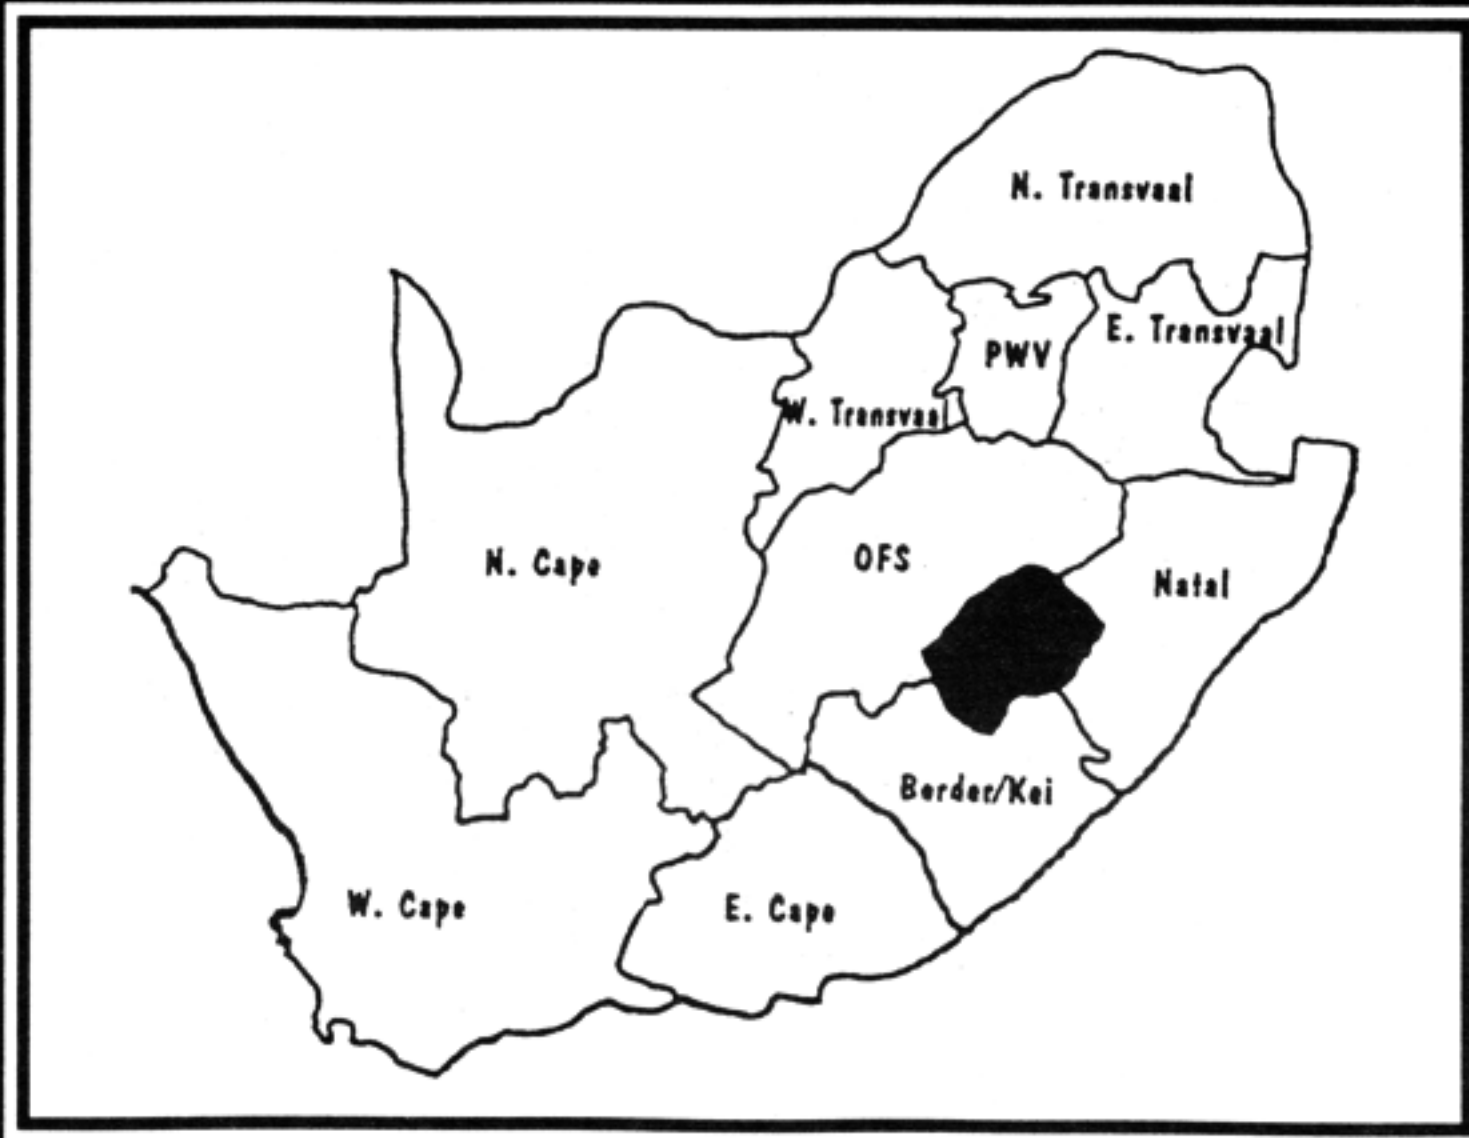 N. Transvaal
E. Transvaal
PWV
W. Transvaal
N. Cape
OFS
Natal
Border/Kei
W. Cape
E. Cape